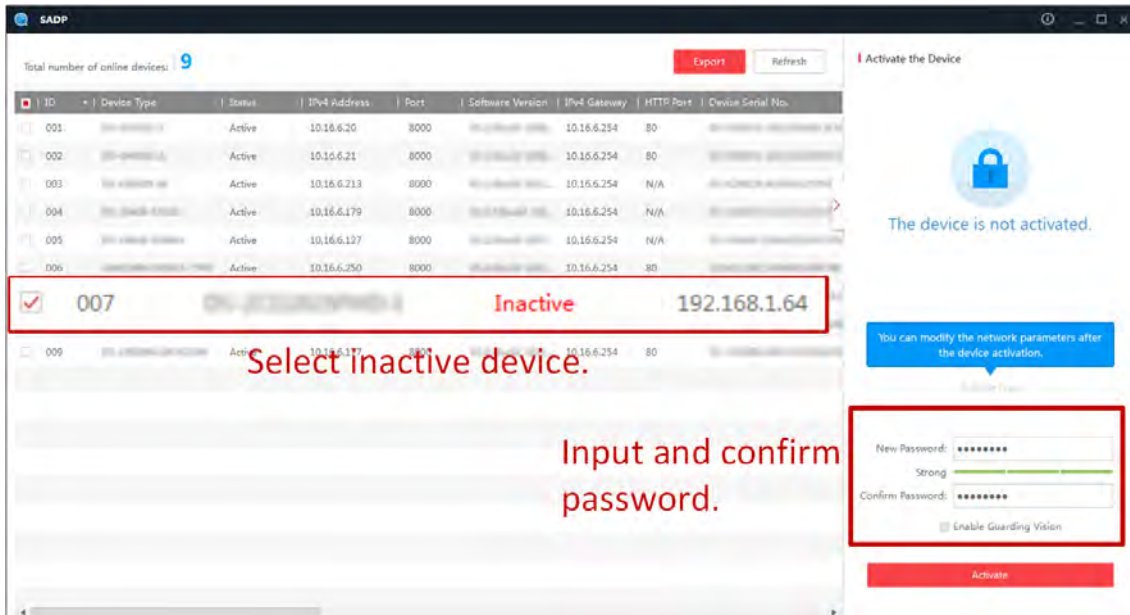 SADP
Total number of online devices: 9
Export
Refresh
ID Device Type Status IPv4 Address Port Software Version IPv4 Gateway HTTP Port Device Serial No.
001 Active 10.16.6.20 8000 10.16.6.254 80
002 Active 10.16.6.21 8000 10.16.6.254 80
003 Active 10.16.6.213 8000 10.16.6.254 N/A
004 Active 10.16.6.179 8000 10.16.6.254 N/A
005 Active 10.16.6.127 8000 10.16.6.254 N/A
006 Active 10.16.6.250 8000 10.16.6.254 80
007 Inactive 192.168.1.64
009 Active 8000 10.16.6.254 80
Select inactive device.
Input and confirm
password.
Activate the Device
The device is not activated.
You can modify the network parameters after
the device activation.
New Password: ●●●●●●●●
Strong
Confirm Password: ●●●●●●●●
Enable Guarding Vision
Activate